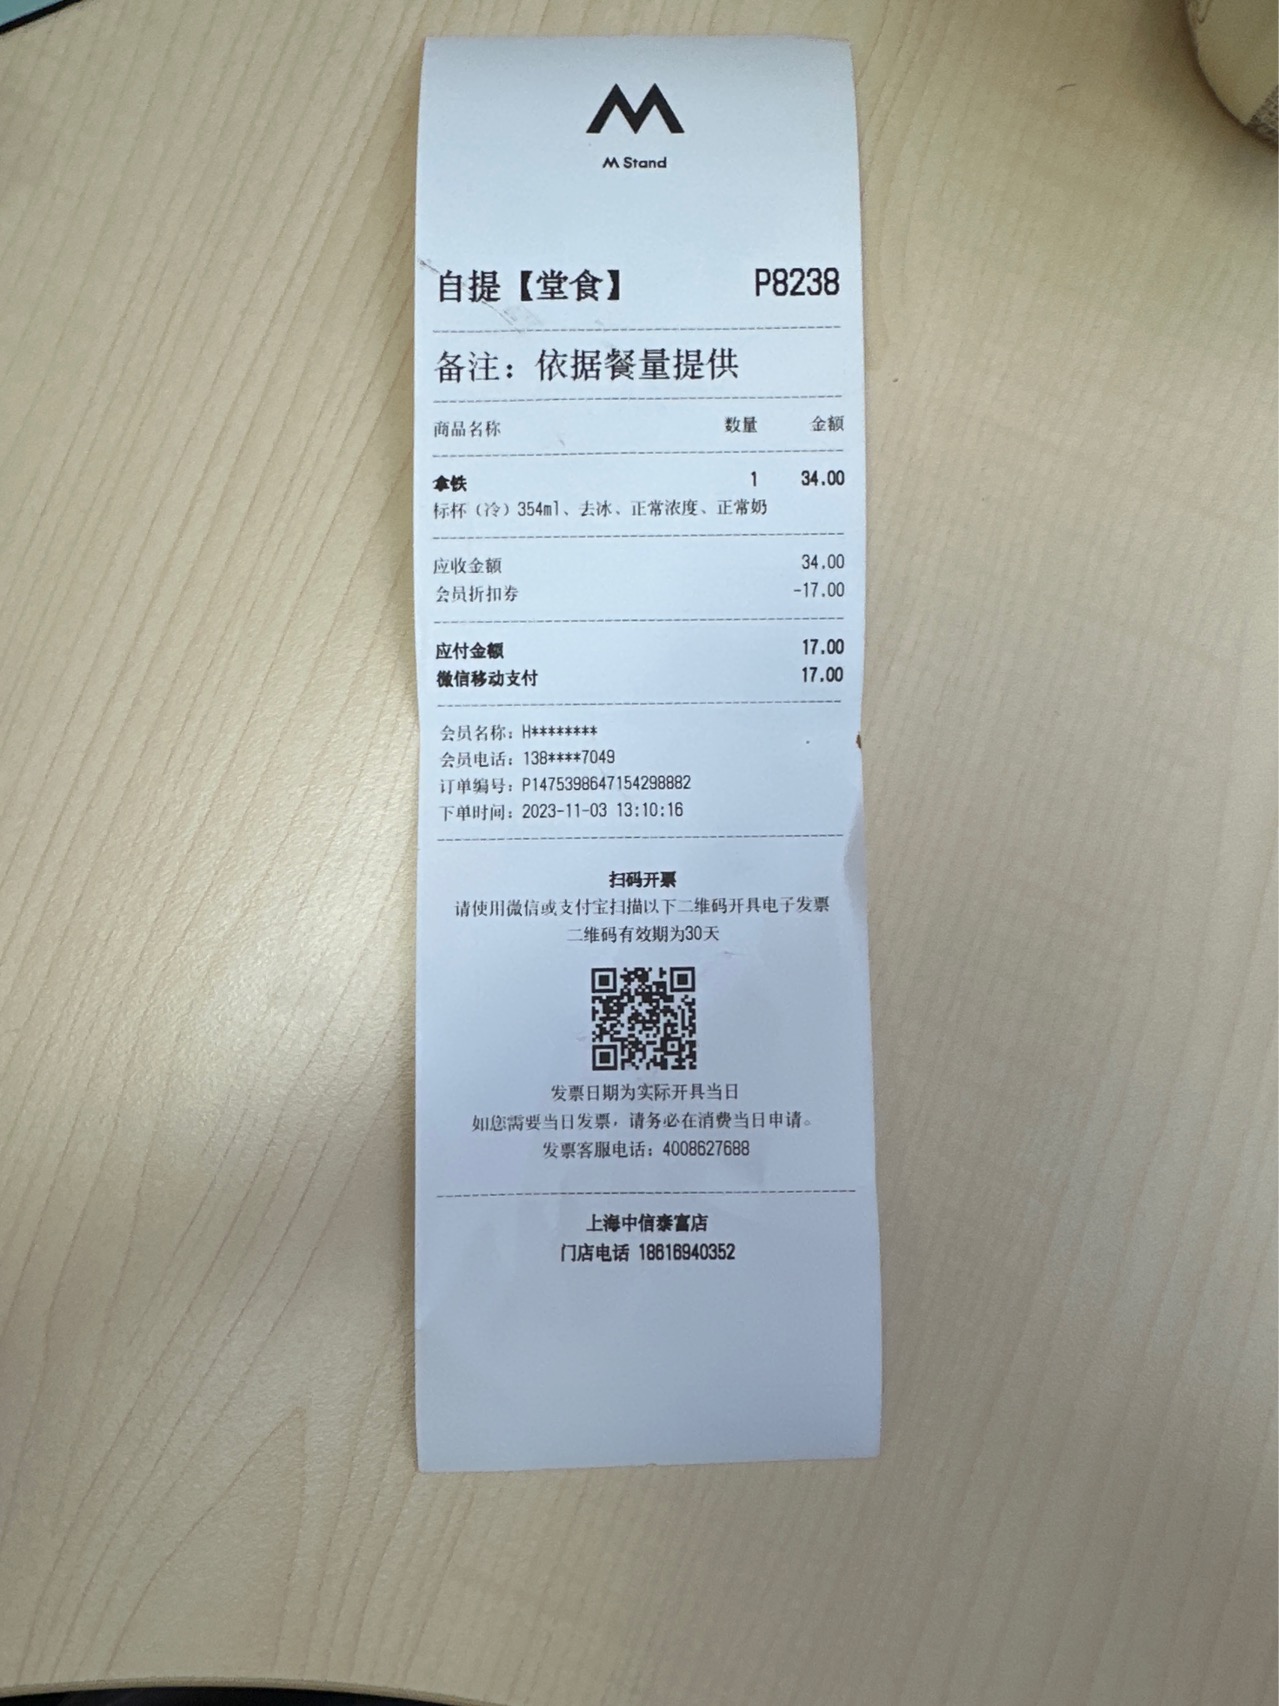 M Stand
自提【堂食】 P8238
备注：依据餐量提供
商品名称 数量 金额
拿铁 1 34.00
标杯（冷）354ml、去冰、正常浓度、正常奶
应收金额 34.00
会员折扣券 -17.00
应付金额 17.00
微信移动支付 17.00
会员名称：H********
会员电话：138****7049
订单编号：P1475398647154298882
下单时间：2023-11-03 13:10:16
扫码开票
请使用微信或支付宝扫描以下二维码开具电子发票
二维码有效期为30天
发票日期为实际开具当日
如您需要当日发票，请务必在消费当日申请。
发票客服电话：4008627688
上海中信泰富店
门店电话 18616940352